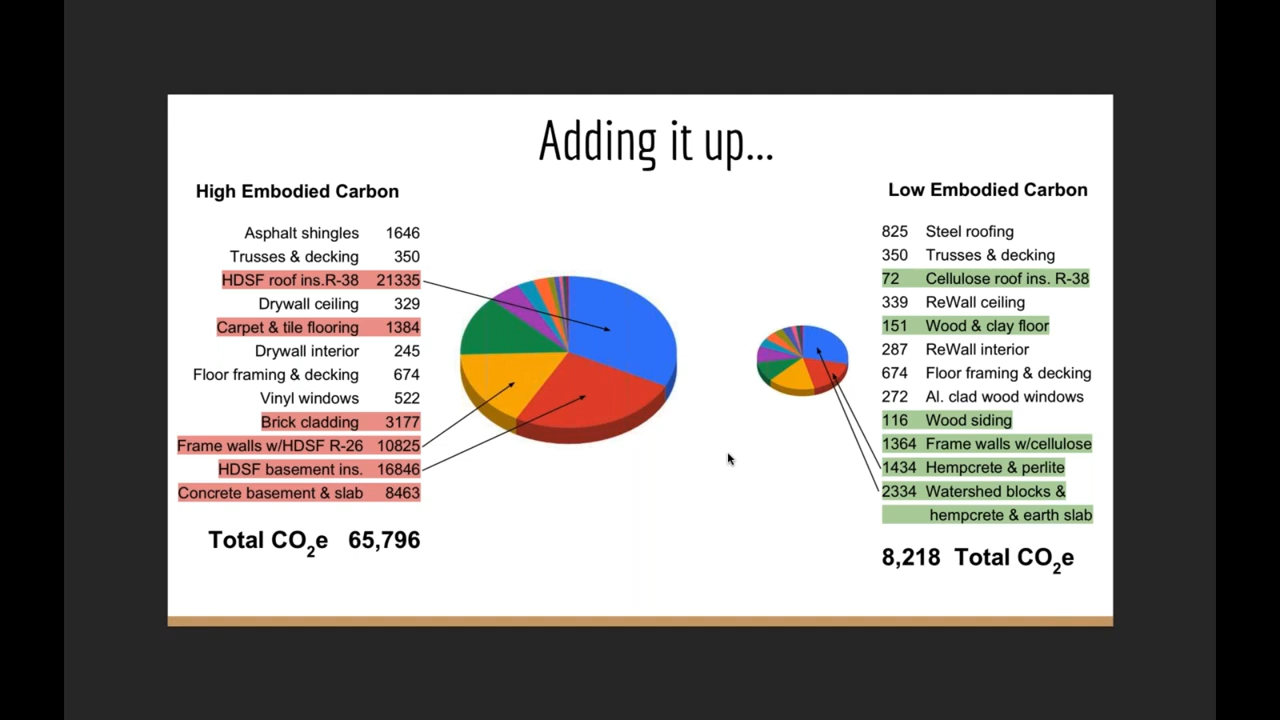 Adding it up...
High Embodied Carbon
Asphalt shingles 1646
Trusses & decking 350
HDSF roof ins.R-38 21335
Drywall ceiling 329
Carpet & tile flooring 1384
Drywall interior 245
Floor framing & decking 674
Vinyl windows 522
Brick cladding 3177
Frame walls w/HDSF R-26 10825
HDSF basement ins. 16846
Concrete basement & slab 8463
Total CO₂e 65,796
Low Embodied Carbon
825 Steel roofing
350 Trusses & decking
72 Cellulose roof ins. R-38
339 ReWall ceiling
151 Wood & clay floor
287 ReWall interior
674 Floor framing & decking
272 Al. clad wood windows
116 Wood siding
1364 Frame walls w/cellulose
1434 Hempcrete & perlite
2334 Watershed blocks &
hempcrete & earth slab
8,218 Total CO₂e